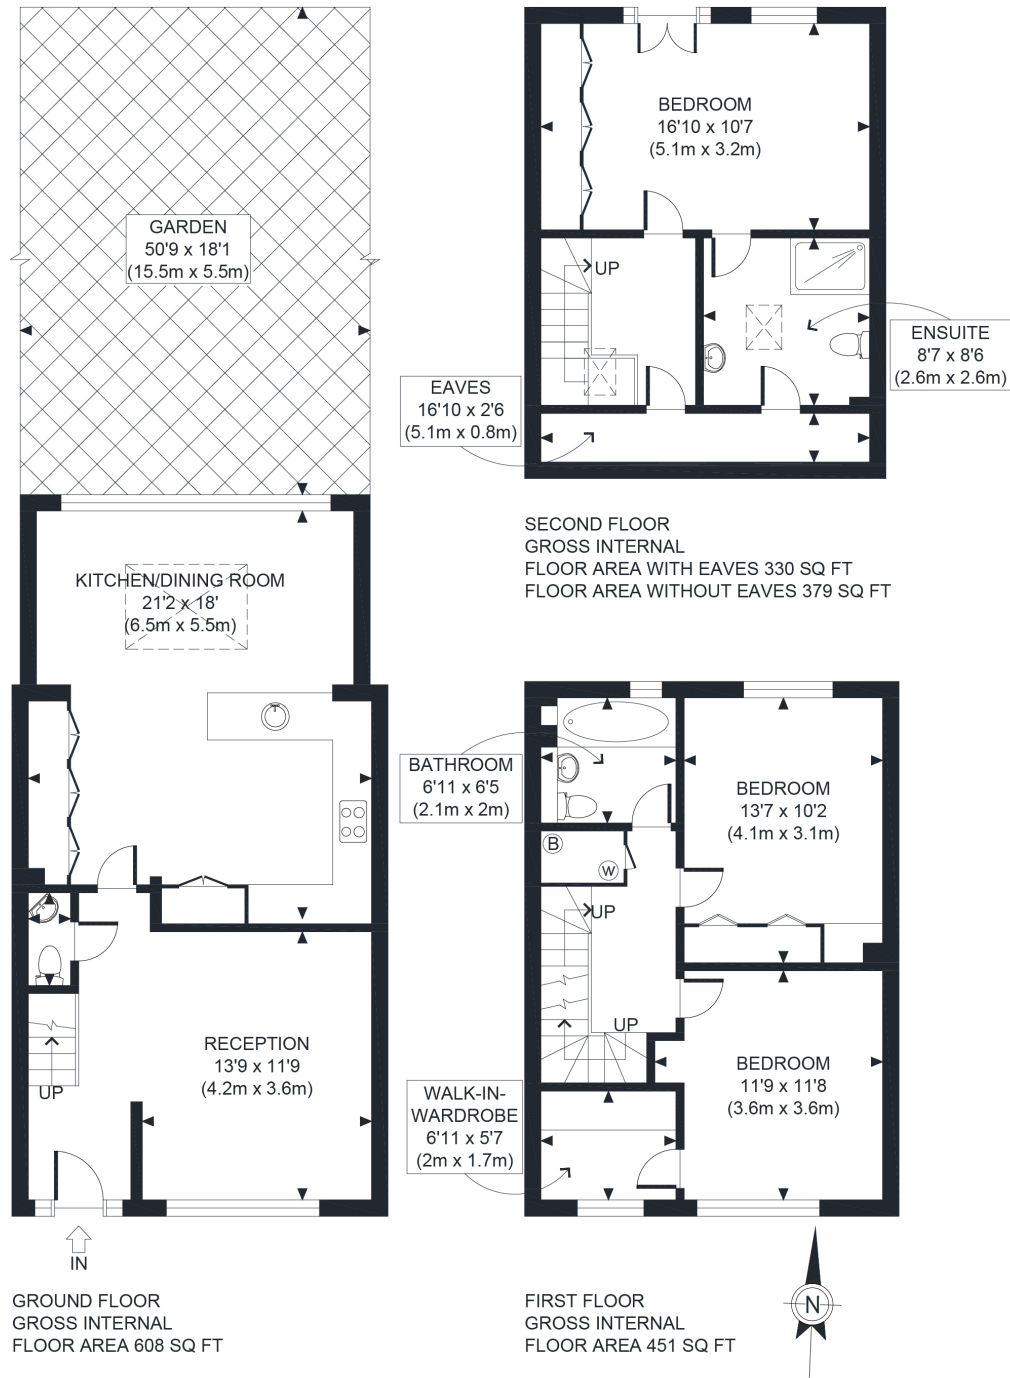 GARDEN
50'9 x 18'1
(15.5m x 5.5m)
KITCHEN/DINING ROOM
21'2 x 18'
(6.5m x 5.5m)
RECEPTION
13'9 x 11'9
(4.2m x 3.6m)
UP
IN
GROUND FLOOR
GROSS INTERNAL
FLOOR AREA 608 SQ FT
BEDROOM
16'10 x 10'7
(5.1m x 3.2m)
UP
ENSUITE
8'7 x 8'6
(2.6m x 2.6m)
EAVES
16'10 x 2'6
(5.1m x 0.8m)
SECOND FLOOR
GROSS INTERNAL
FLOOR AREA WITH EAVES 330 SQ FT
FLOOR AREA WITHOUT EAVES 379 SQ FT
BATHROOM
6'11 x 6'5
(2.1m x 2m)
BEDROOM
13'7 x 10'2
(4.1m x 3.1m)
B
W
UP
UP
BEDROOM
11'9 x 11'8
(3.6m x 3.6m)
WALK-IN-
WARDROBE
6'11 x 5'7
(2m x 1.7m)
N
FIRST FLOOR
GROSS INTERNAL
FLOOR AREA 451 SQ FT